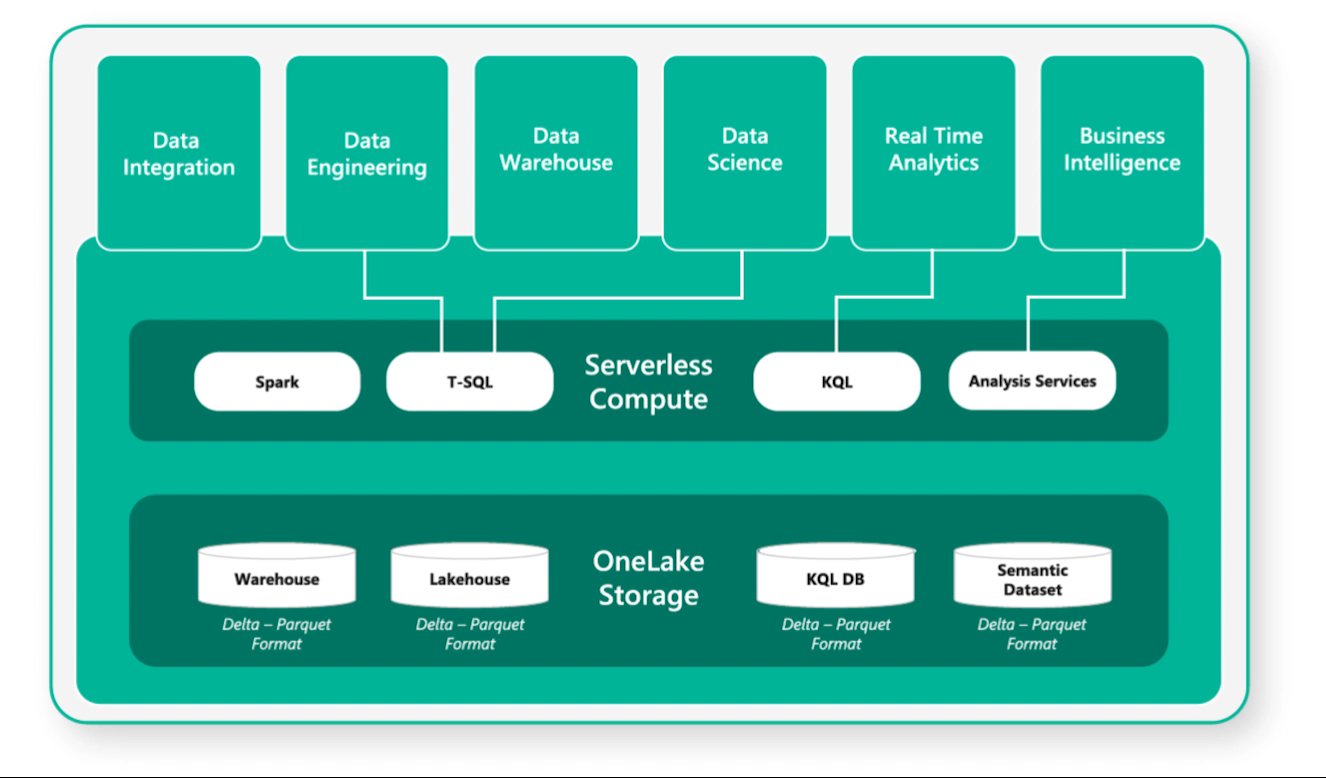 Data
Integration
Data
Engineering
Data
Warehouse
Data
Science
Real Time
Analytics
Business
Intelligence
Spark
T-SQL
Serverless
Compute
KQL
Analysis Services
Warehouse
Delta – Parquet
Format
Lakehouse
Delta – Parquet
Format
OneLake
Storage
KQL DB
Delta – Parquet
Format
Semantic
Dataset
Delta – Parquet
Format